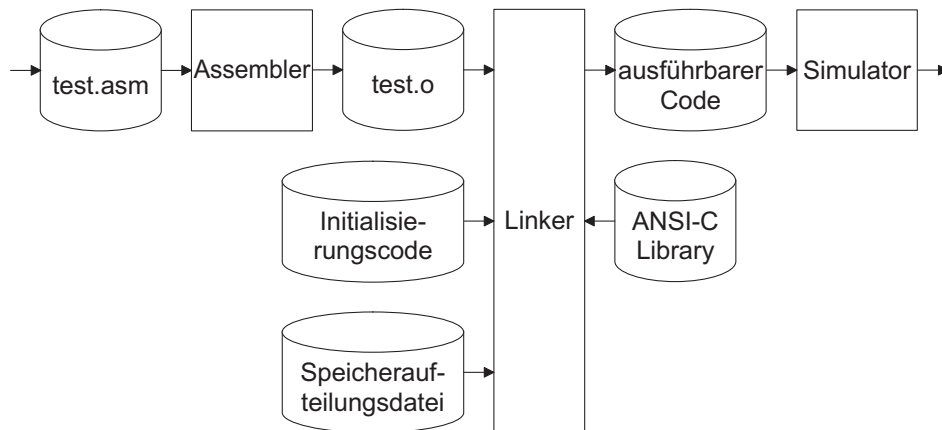 test.asm
Assembler
test.o
ausführbarer
Code
Simulator
Initialisie-
rungscode
Linker
ANSI-C
Library
Speicherauf-
teilungsdatei